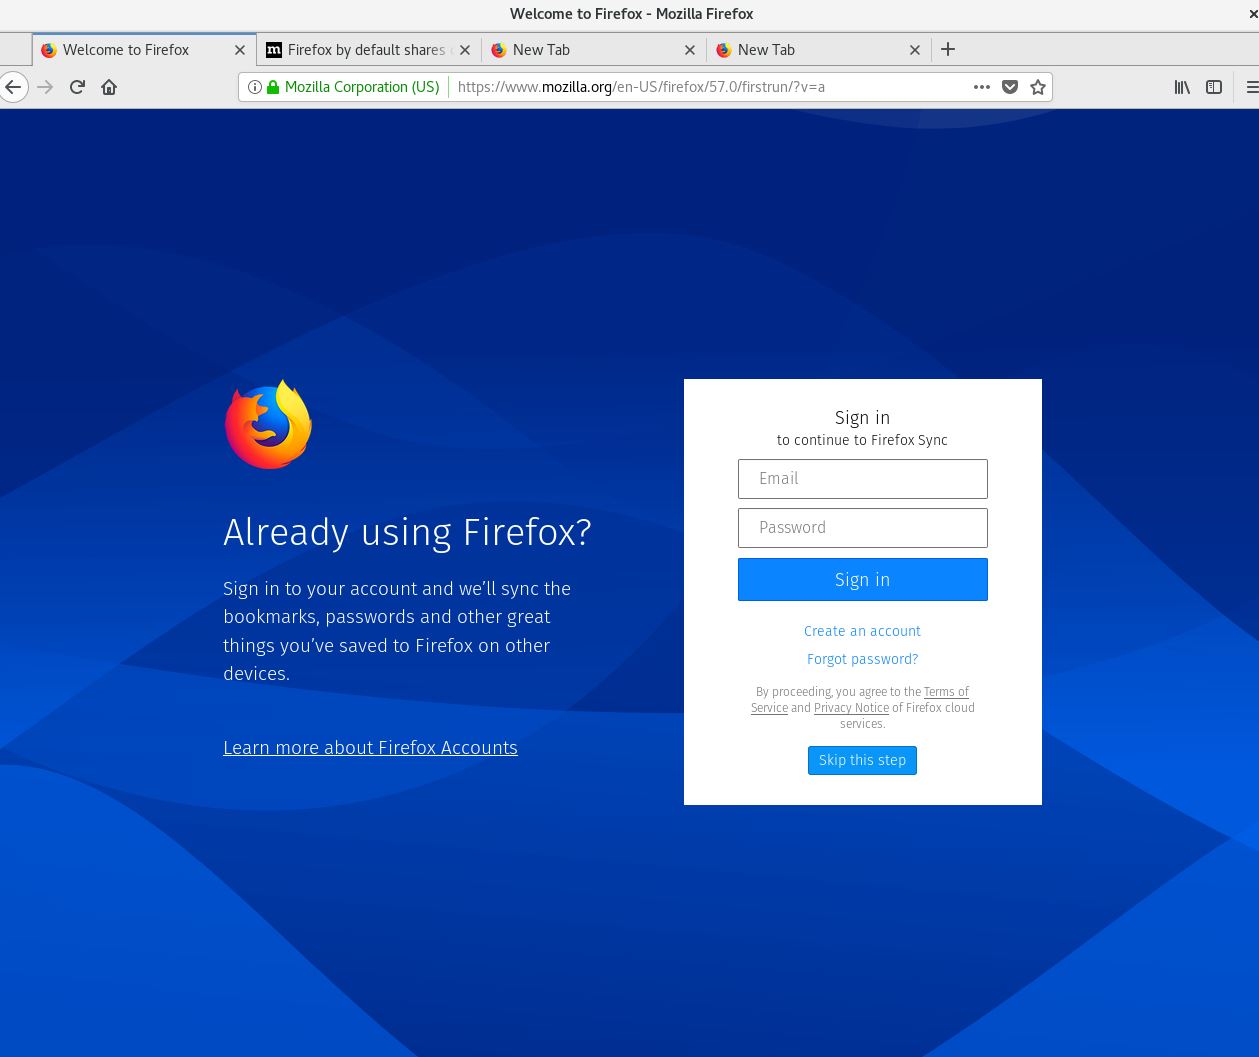 Welcome to Firefox - Mozilla Firefox
Welcome to Firefox
Firefox by default shares
New Tab
New Tab
Mozilla Corporation (US)
https://www.mozilla.org/en-US/firefox/57.0/firstrun/?v=a
Already using Firefox?
Sign in to your account and we’ll sync the
bookmarks, passwords and other great
things you’ve saved to Firefox on other
devices.
Learn more about Firefox Accounts
Sign in
to continue to Firefox Sync
Email
Password
Sign in
Create an account
Forgot password?
By proceeding, you agree to the Terms of
Service and Privacy Notice of Firefox cloud
services.
Skip this step